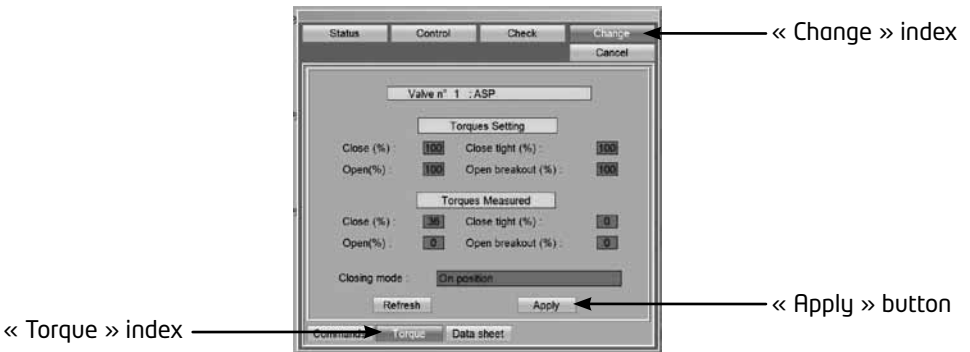 Status Control Check Change
« Change » index
Cancel
Valve n° 1 : ASP
Torques Setting
Close (%) : 100 Close tight (%) : 100
Open(%) : 100 Open breakout (%) : 100
Torques Measured
Close (%) : 36 Close tight (%) : 0
Open(%) : 0 Open breakout (%) : 0
Closing mode : On position
Refresh Apply
« Apply » button
« Torque » index
Commands Torque Data sheet